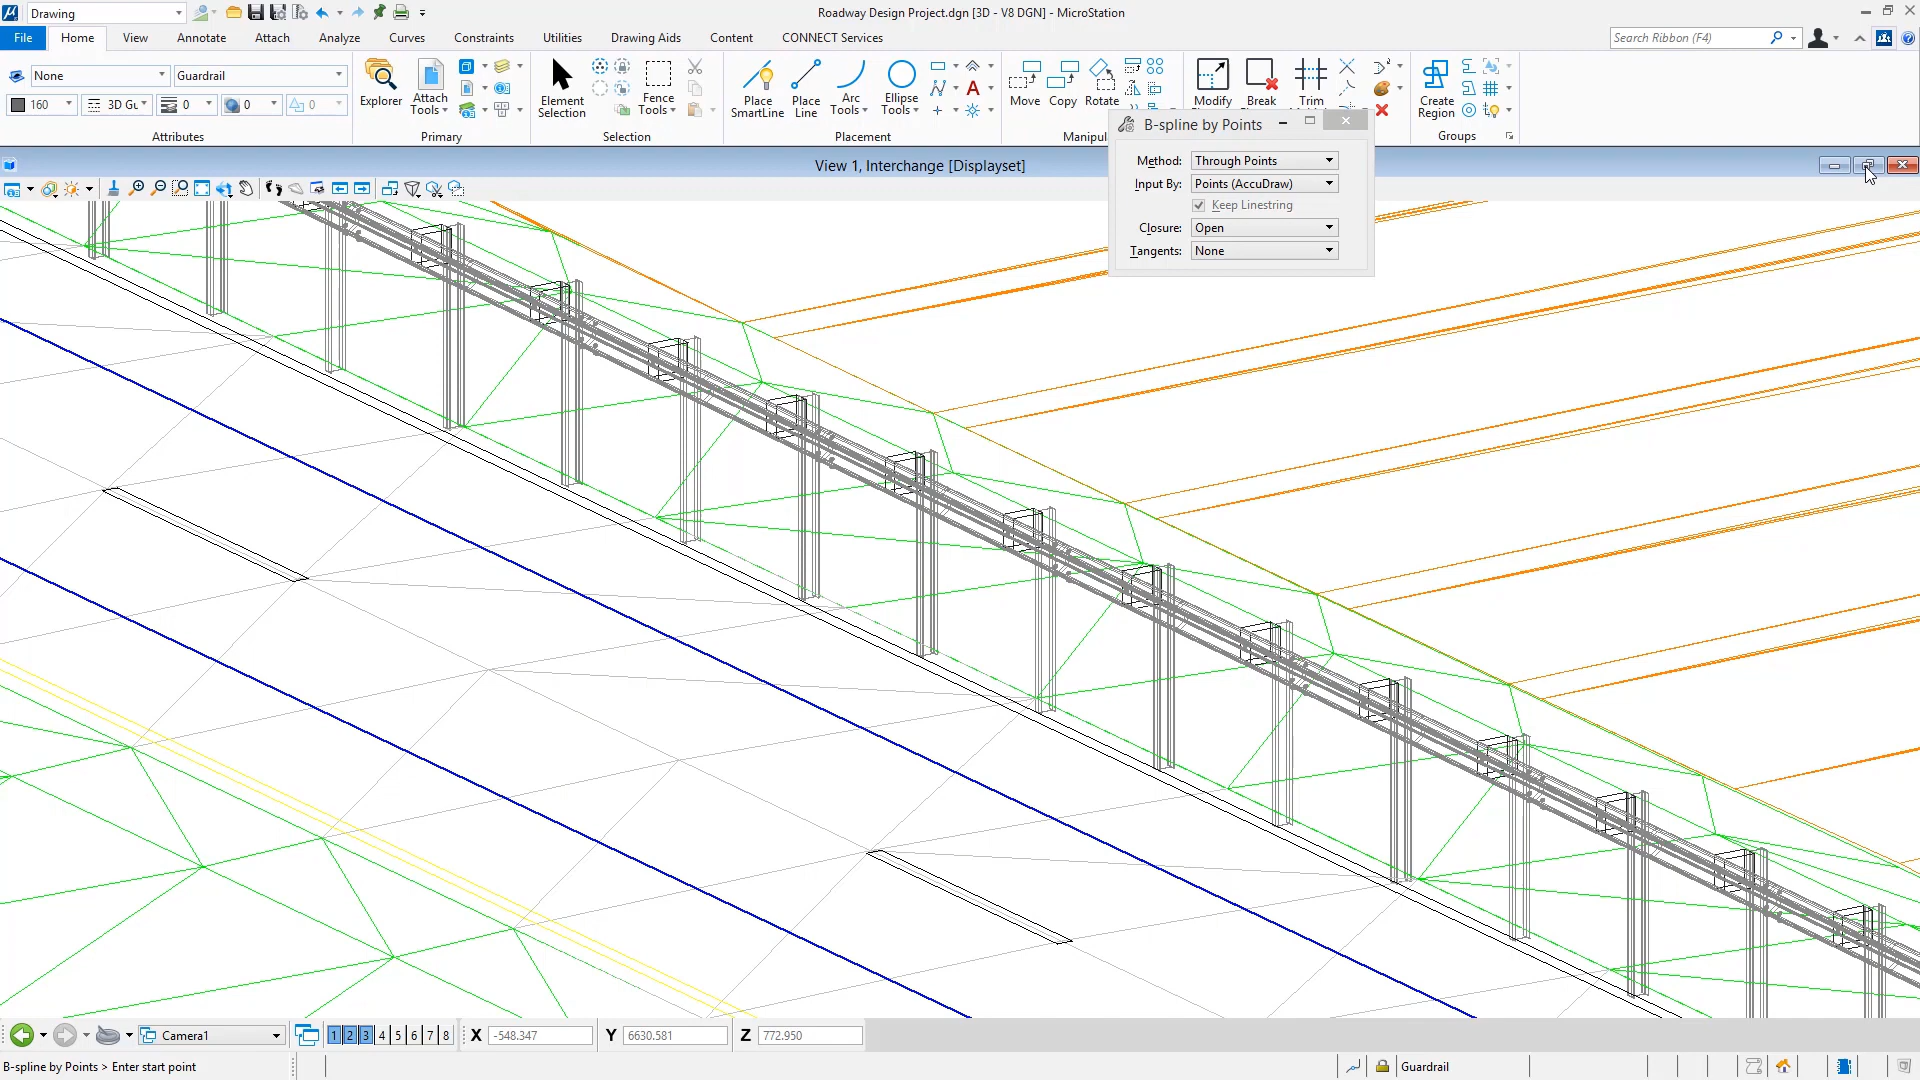 Drawing
Roadway Design Project.dgn [3D - V8 DGN] - MicroStation
File Home View Annotate Attach Analyze Curves Constraints Utilities Drawing Aids Content CONNECT Services
Search Ribbon (F4)
None Guardrail
160 3D Gu 0 0 0
Explorer Attach Tools
Element Selection
Fence Tools
Place SmartLine
Place Line
Arc Tools
Ellipse Tools
Move Copy Rotate
Modify Break Trim
Create Region
Attributes Primary Selection Placement Manipul Groups
B-spline by Points
Method: Through Points
Input By: Points (AccuDraw)
Keep Linestring
Closure: Open
Tangents: None
View 1, Interchange [Displayset]
Camera1 1 2 3 4 5 6 7 8 X -548.347 Y 6630.581 Z 772.950
B-spline by Points > Enter start point
Guardrail